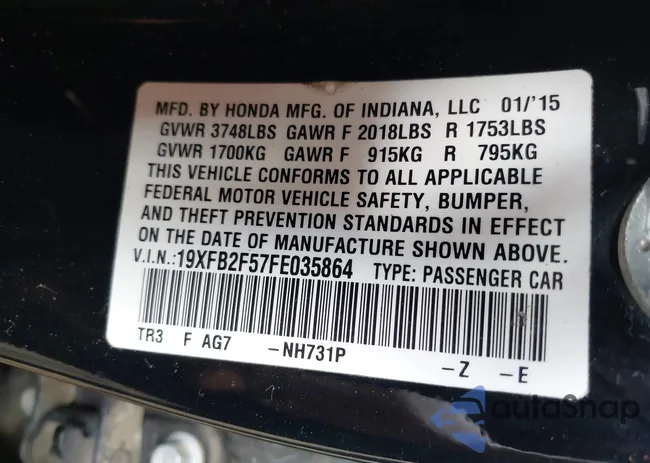 MFD. BY HONDA MFG. OF INDIANA, LLC 01/'15
GVWR 3748LBS GAWR F 2018LBS R 1753LBS
GVWR 1700KG GAWR F 915KG R 795KG
THIS VEHICLE CONFORMS TO ALL APPLICABLE
FEDERAL MOTOR VEHICLE SAFETY, BUMPER,
AND THEFT PREVENTION STANDARDS IN EFFECT
ON THE DATE OF MANUFACTURE SHOWN ABOVE.
V.I.N.:19XFB2F57FE035864 TYPE: PASSENGER CAR
TR3 F AG7 -NH731P -Z -E
autoSnap